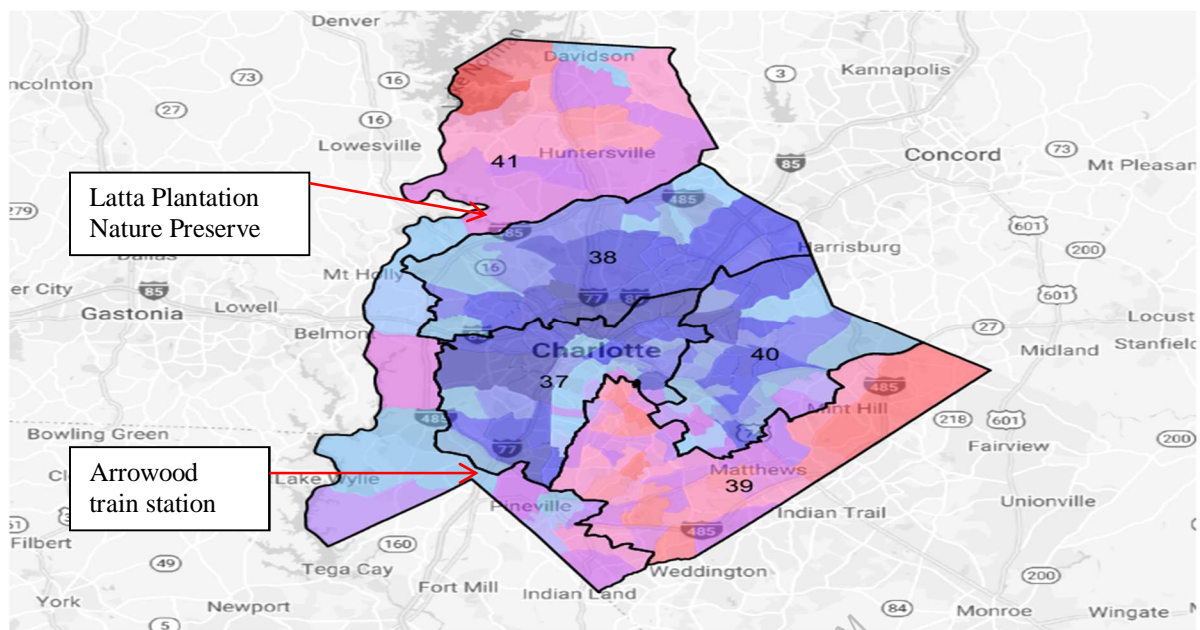 Denver
Davidson
73
16
3
Kannapolis
ncolnton
27
16
Lowesville
41
Huntersville
85
Concord
73
Mt Pleasan
Latta Plantation
Nature Preserve
279
485
85
601
38
Harrisburg
200
Mt Holly
16
er City
85
Lowell
77
601
Gastonia
Belmont
Charlotte
27
Locust
40
Midland
Stanfield
37
485
Mint Hill
218
601
485
Bowling Green
77
Fairview
200
Arrowood
train station
Lake Wylie
Matthews
39
Pineville
Unionville
Indian Trail
485
Filbert
160
49
Tega Cay
Weddington
200
Fort Mill
Indian Land
York
Newport
84
Monroe
Wingate
5